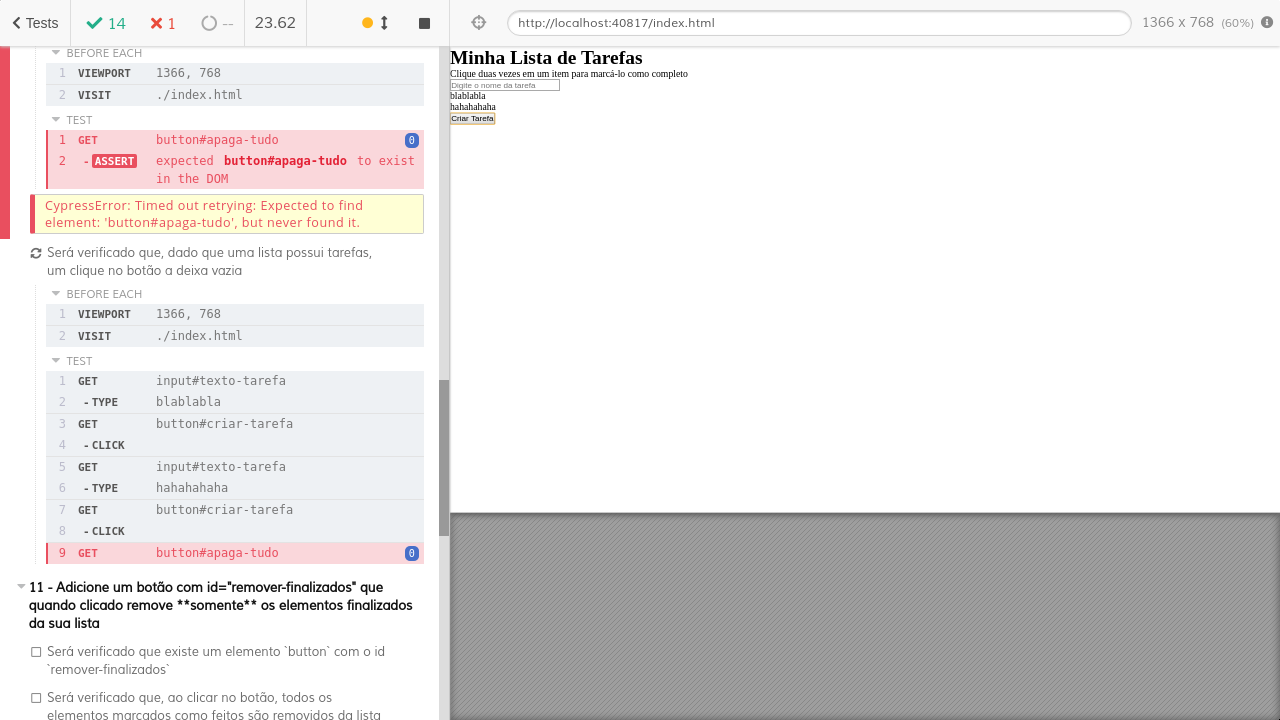 Tests 14 1 -- 23.62 http://localhost:40817/index.html 1366 x 768 (60%)
BEFORE EACH
1 VIEWPORT 1366, 768
2 VISIT ./index.html
TEST
1 GET button#apaga-tudo 0
2 -ASSERT expected button#apaga-tudo to exist
in the DOM
CypressError: Timed out retrying: Expected to find
element: 'button#apaga-tudo', but never found it.
Será verificado que, dado que uma lista possui tarefas,
um clique no botão a deixa vazia
BEFORE EACH
1 VIEWPORT 1366, 768
2 VISIT ./index.html
TEST
1 GET input#texto-tarefa
2 -TYPE blablabla
3 GET button#criar-tarefa
4 -CLICK
5 GET input#texto-tarefa
6 -TYPE hahahahaha
7 GET button#criar-tarefa
8 -CLICK
9 GET button#apaga-tudo 0
11 - Adicione um botão com id="remover-finalizados" que
quando clicado remove **somente** os elementos finalizados
da sua lista
Será verificado que existe um elemento `button` com o id
`remover-finalizados`
Será verificado que, ao clicar no botão, todos os
elementos marcados como feitos são removidos da lista
Minha Lista de Tarefas
Clique duas vezes em um item para marcá-lo como completo
Digite o nome da tarefa
blablabla
hahahahaha
Criar Tarefa